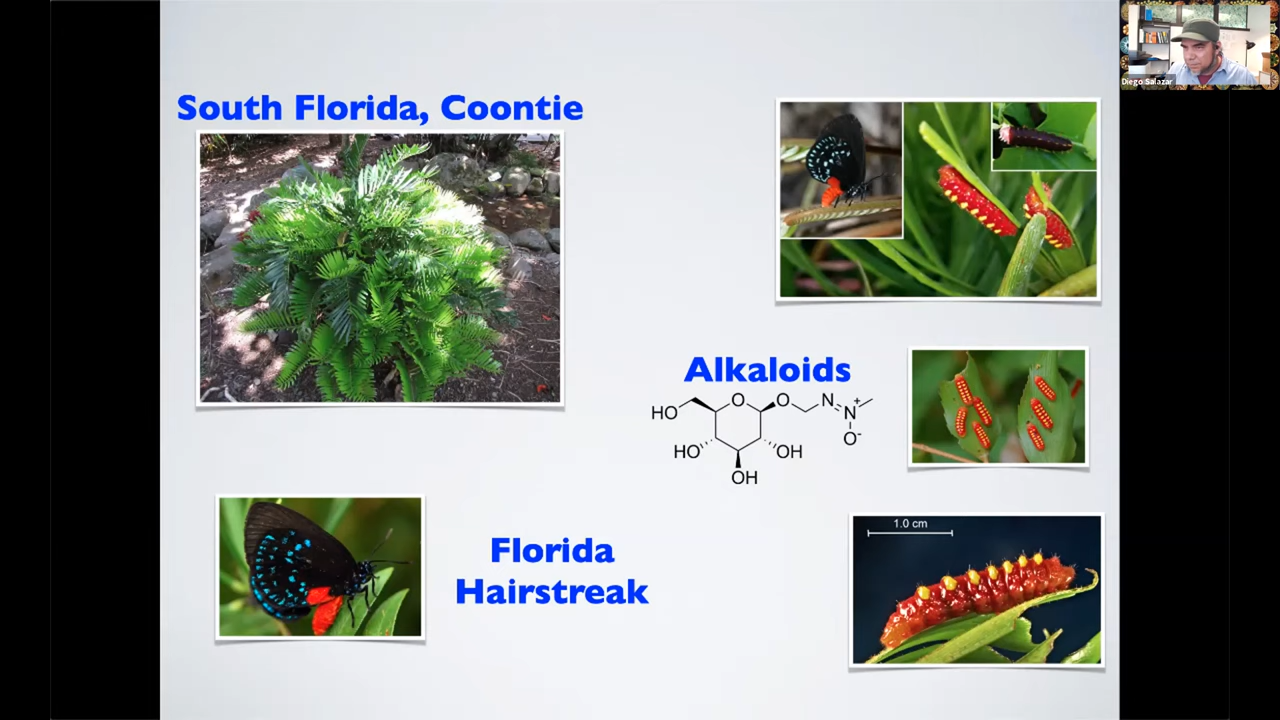 Diego Salazar
South Florida, Coontie
Alkaloids
HO
O
O
N
N
+
O-
HO
OH
OH
1.0 cm
Florida
Hairstreak